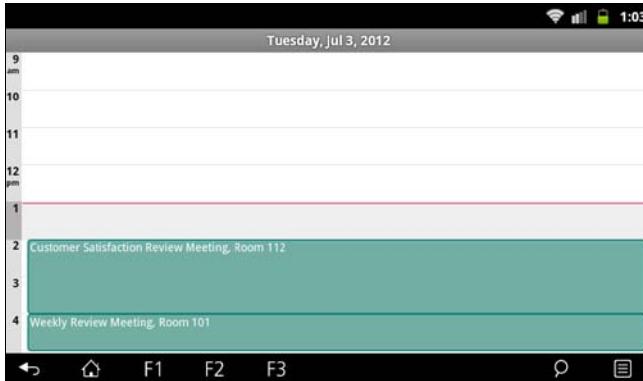 1:03
Tuesday, Jul 3, 2012
9
am
10
11
12
pm
1
2 Customer Satisfaction Review Meeting, Room 112
3
4 Weekly Review Meeting, Room 101
F1 F2 F3